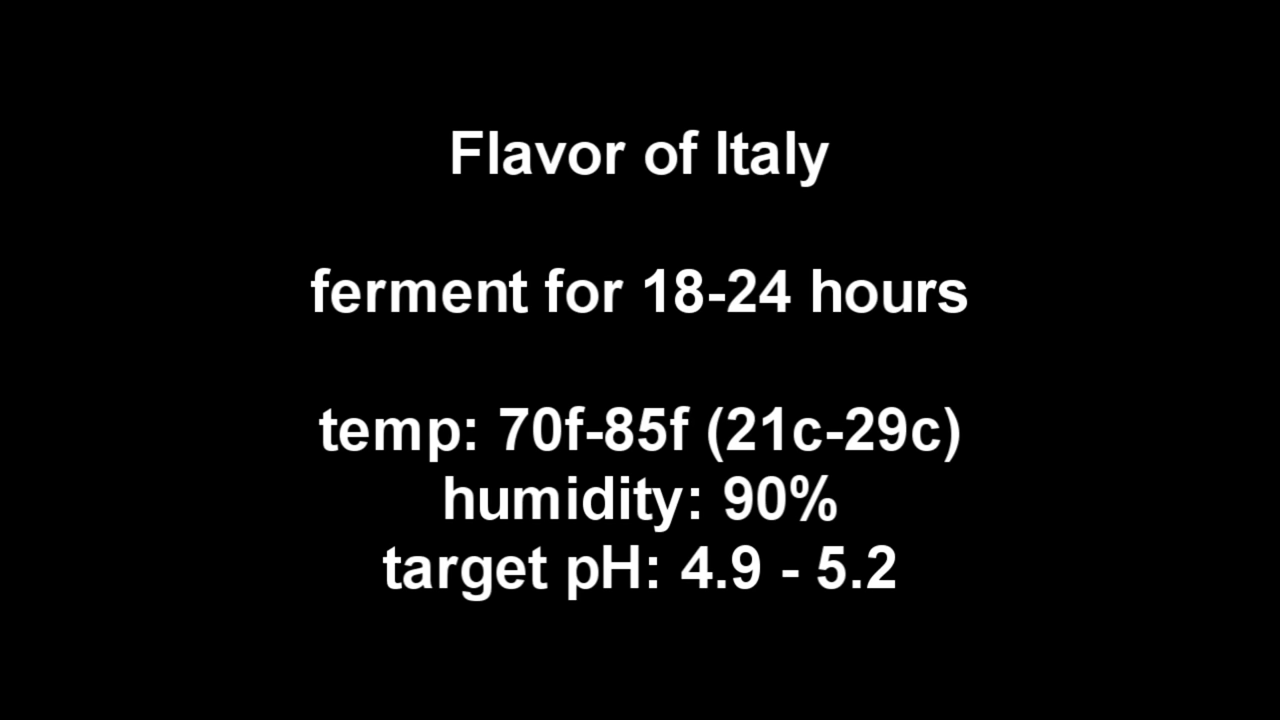 Flavor of Italy
ferment for 18-24 hours
temp: 70f-85f (21c-29c)
humidity: 90%
target pH: 4.9 - 5.2